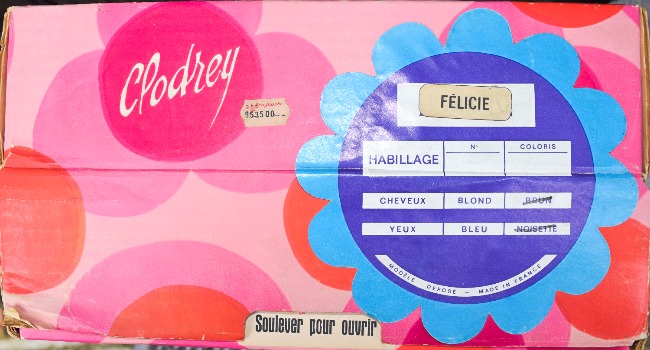 Clodrey
953500
FÉLICIE
HABILLAGE N° COLORIS
CHEVEUX BLOND BRUN
YEUX BLEU NOISETTE
MODÈLE DÉPOSÉ — MADE IN FRANCE
Soulever pour ouvrir